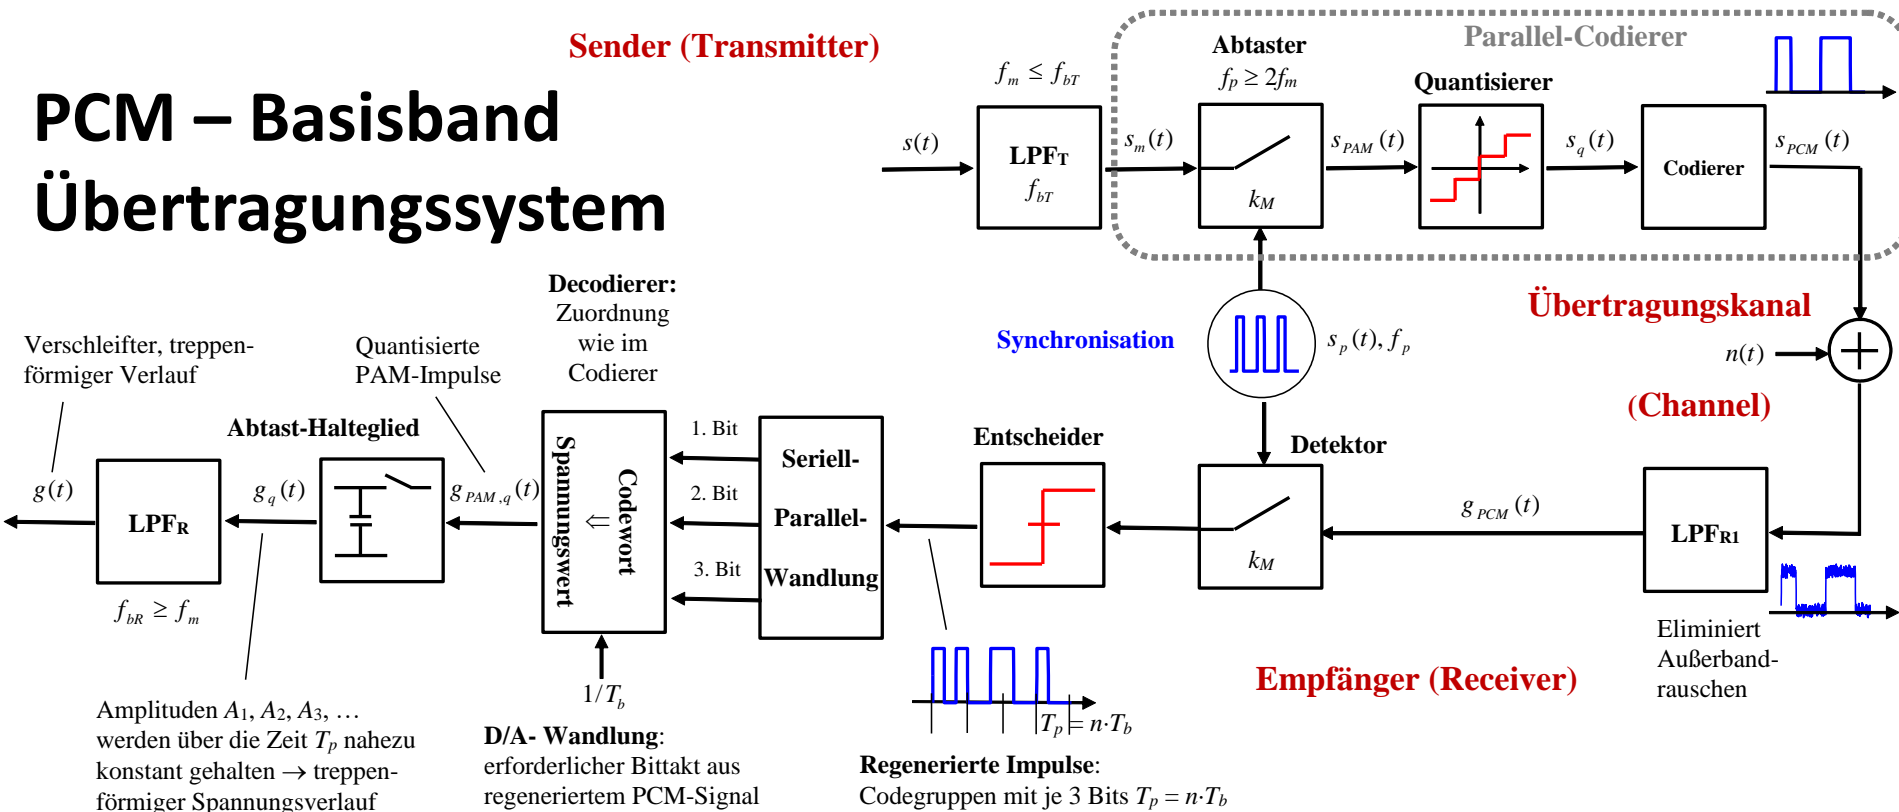 Sender (Transmitter)
PCM – Basisband
Übertragungssystem
Parallel-Codierer
Abtaster
f_p ≥ 2f_m
f_m ≤ f_bT
Quantisierer
s(t)
LPF_T
f_bT
s_m(t)
k_M
s_PAM(t)
s_q(t)
Codierer
s_PCM(t)
Synchronisation
s_p(t), f_p
Übertragungskanal
n(t)
(Channel)
Decodierer:
Zuordnung
wie im
Codierer
Verschleifter, treppen-
förmiger Verlauf
Quantisierte
PAM-Impulse
Abtast-Halteglied
g(t)
LPF_R
f_bR ≥ f_m
g_q(t)
g_PAM,q(t)
Codewort
⇐
Spannungswert
1/T_b
1. Bit
2. Bit
3. Bit
Seriell-
Parallel-
Wandlung
Entscheider
Detektor
k_M
g_PCM(t)
LPF_R1
Eliminiert
Außerband-
rauschen
Empfänger (Receiver)
T_p = n·T_b
Amplituden A_1, A_2, A_3, …
werden über die Zeit T_p nahezu
konstant gehalten → treppen-
förmiger Spannungsverlauf
D/A- Wandlung:
erforderlicher Bittakt aus
regeneriertem PCM-Signal
Regenerierte Impulse:
Codegruppen mit je 3 Bits T_p = n·T_b